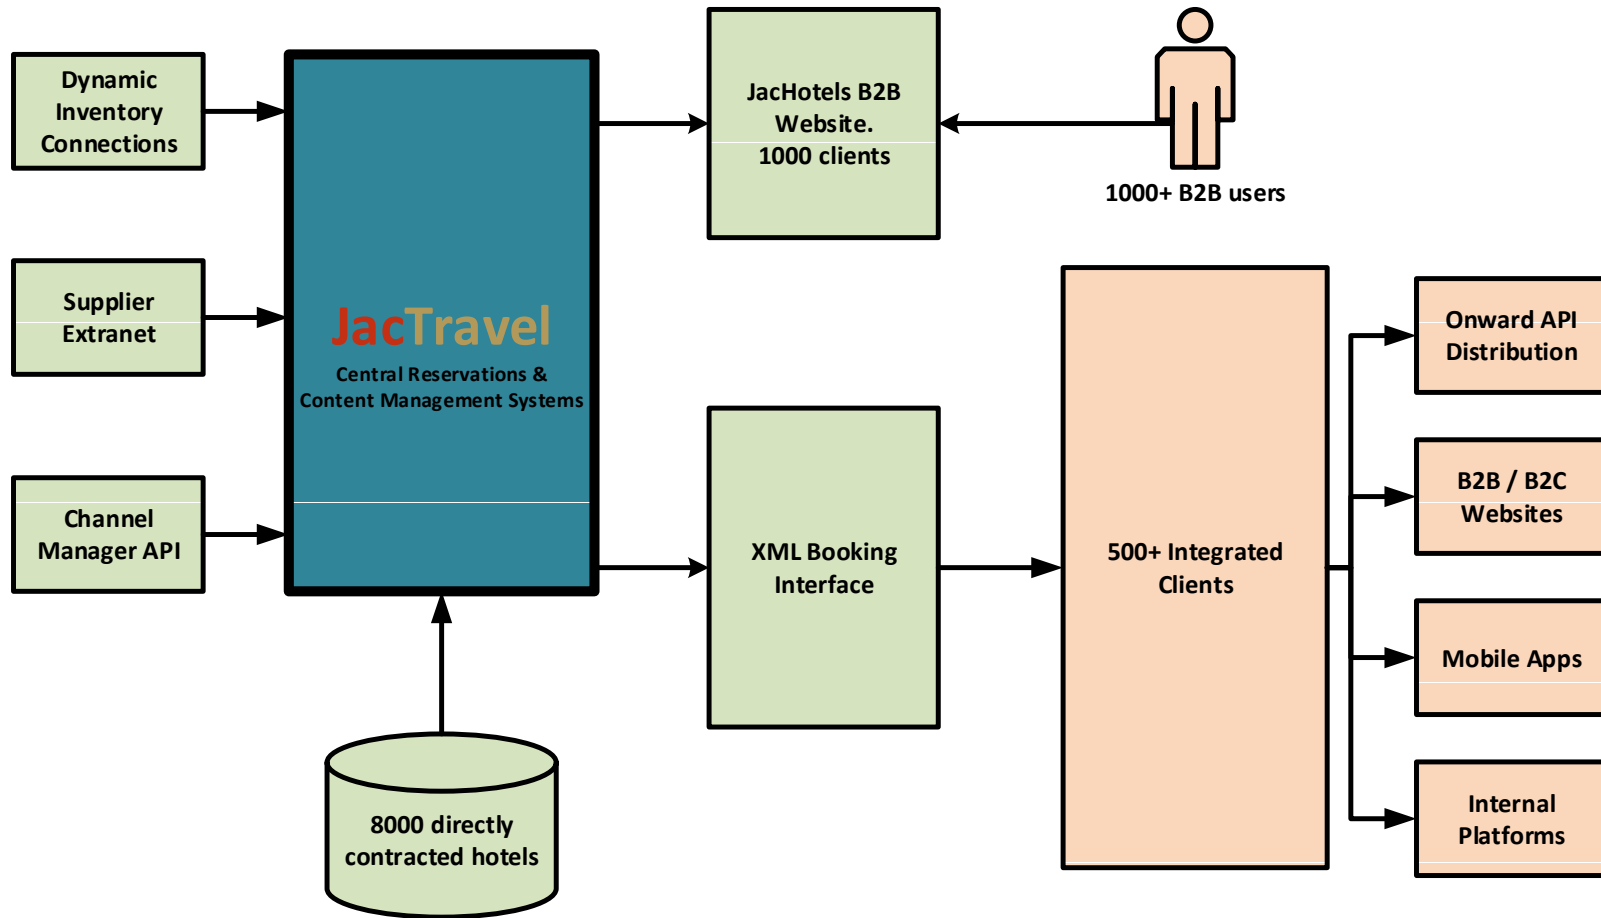 Dynamic
Inventory
Connections
Supplier
Extranet
Channel
Manager API
JacTravel
Central Reservations &
Content Management Systems
8000 directly
contracted hotels
JacHotels B2B
Website.
1000 clients
1000+ B2B users
XML Booking
Interface
500+ Integrated
Clients
Onward API
Distribution
B2B / B2C
Websites
Mobile Apps
Internal
Platforms